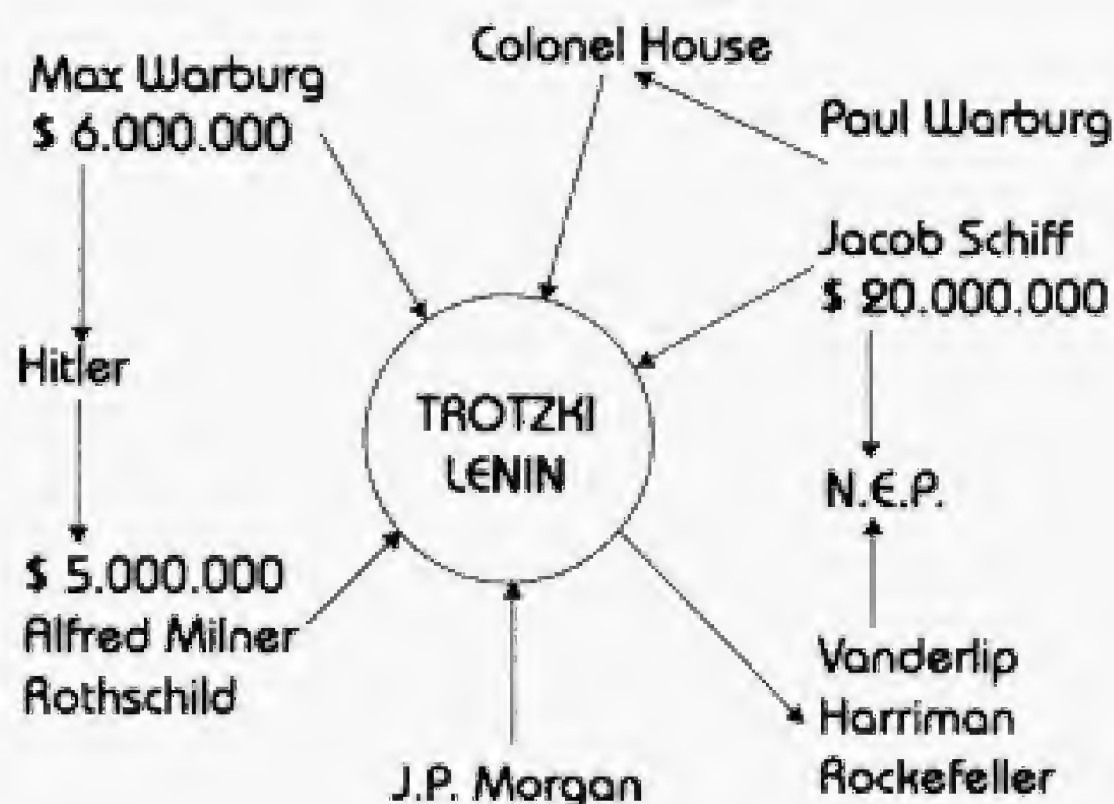 Colonel House
Max Warburg
$ 6.000.000
Paul Warburg
Jacob Schiff
$ 20.000.000
Hitler
TROTZKI
LENIN
N.E.P.
$ 5.000.000
Alfred Milner
Rothschild
Vanderlip
Harriman
Rockefeller
J.P. Morgan